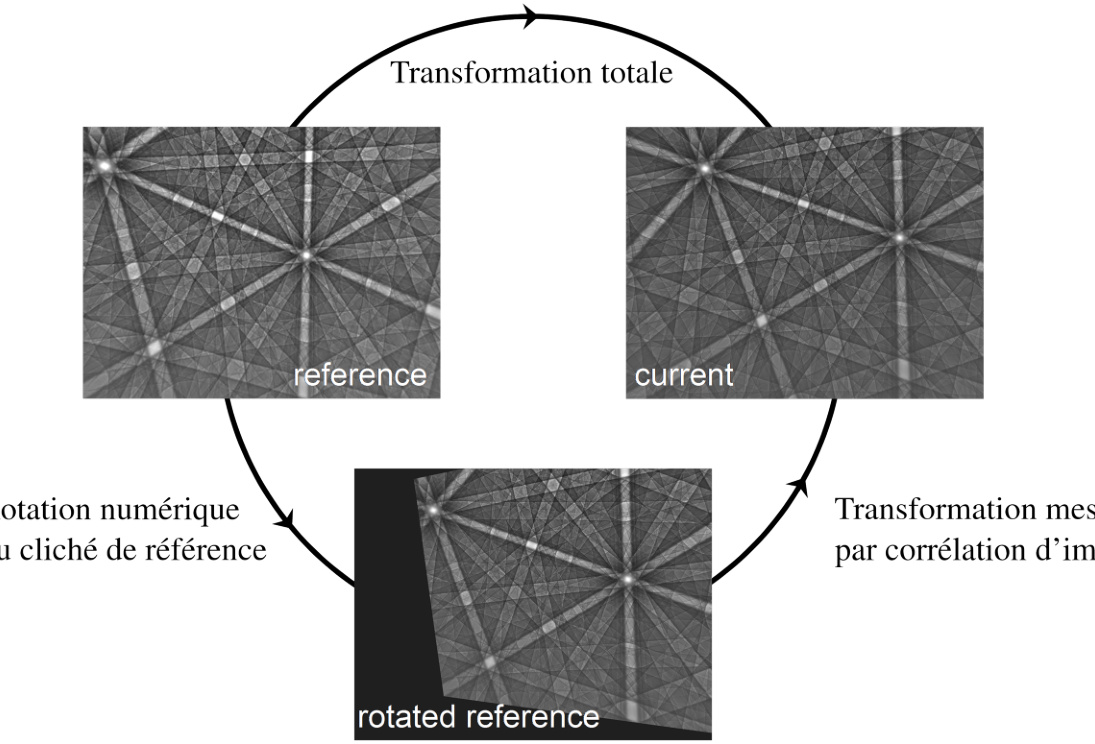 Transformation totale
reference
current
otation numérique
u cliché de référence
Transformation mes
par corrélation d'im
rotated reference